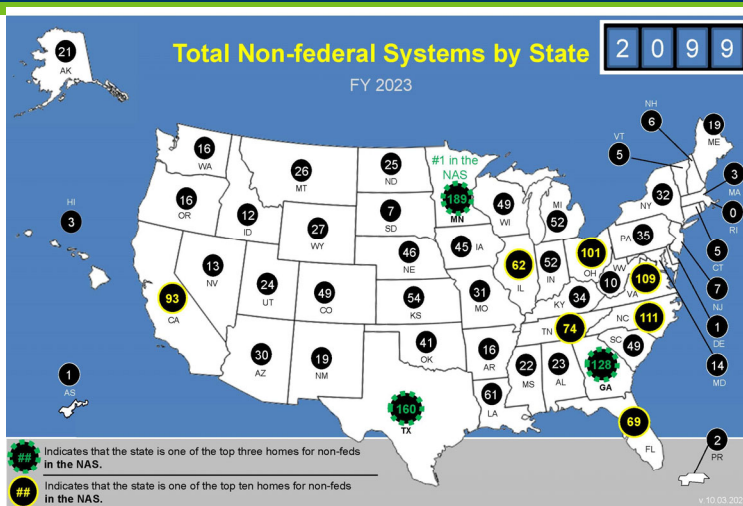 Total Non-federal Systems by State
2 0 9 9
FY 2023
21
AK
NH
6
19
ME
VT
5
#1 in the
NAS
16
WA
26
MT
25
ND
189
MN
49
WI
MI
52
32
NY
3
MA
0
RI
HI
3
16
OR
12
ID
27
WY
7
SD
45 IA
62
IL
52
IN
101
OH
PA 35
5
CT
7
NJ
46
NE
WV
10
109
VA
13
NV
24
UT
49
CO
54
KS
31
MO
KY 34
1
DE
93
CA
TN 74
NC 111
14
MD
30
AZ
19
NM
41
OK
16
AR
SC 49
1
AS
22
MS
23
AL
128
GA
61
LA
160
TX
69
FL
2
PR
## Indicates that the state is one of the top three homes for non-feds
in the NAS.
## Indicates that the state is one of the top ten homes for non-feds
in the NAS.